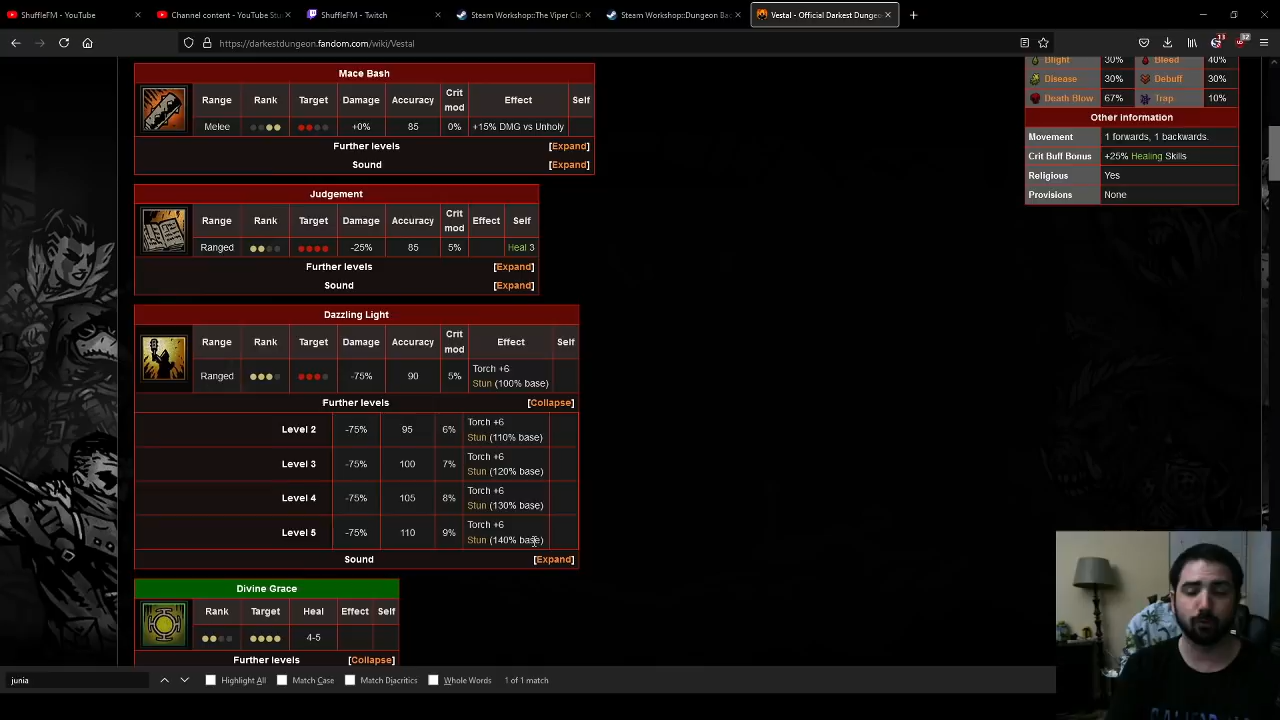 ShuffleFM - YouTube
Channel content - YouTube Stu
ShuffleFM - Twitch
Steam Workshop::The Viper Cla
Steam Workshop::Dungeon Bac
Vestal - Official Darkest Dunge
https://darkestdungeon.fandom.com/wiki/Vestal
13
32
Mace Bash
Range Rank Target Damage Accuracy Crit mod Effect Self
Melee +0% 85 0% +15% DMG vs Unholy
Further levels [Expand]
Sound [Expand]
Judgement
Range Rank Target Damage Accuracy Crit mod Effect Self
Ranged -25% 85 5% Heal 3
Further levels [Expand]
Sound [Expand]
Dazzling Light
Range Rank Target Damage Accuracy Crit mod Effect Self
Ranged -75% 90 5% Torch +6
Stun (100% base)
Further levels [Collapse]
Level 2 -75% 95 6% Torch +6
Stun (110% base)
Level 3 -75% 100 7% Torch +6
Stun (120% base)
Level 4 -75% 105 8% Torch +6
Stun (130% base)
Level 5 -75% 110 9% Torch +6
Stun (140% base)
Sound [Expand]
Divine Grace
Rank Target Heal Effect Self
4-5
Further levels [Collapse]
Blight 30% Bleed 40%
Disease 30% Debuff 30%
Death Blow 67% Trap 10%
Other Information
Movement 1 forwards, 1 backwards.
Crit Buff Bonus +25% Healing Skills
Religious Yes
Provisions None
junia
Highlight All Match Case Match Diacritics Whole Words 1 of 1 match